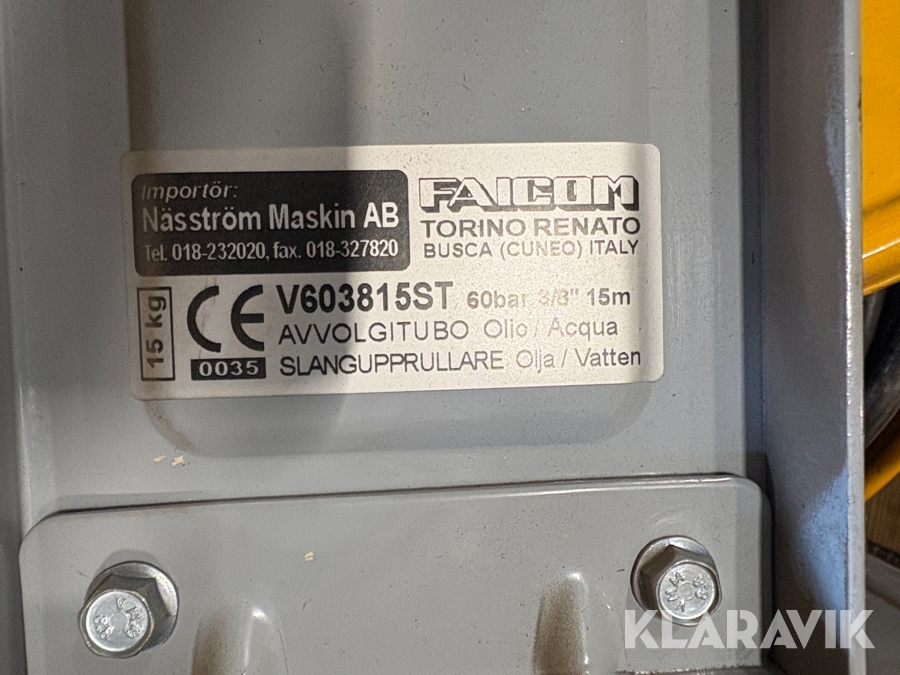 Importör:
Näsström Maskin AB
Tel. 018-232020, fax. 018-327820
FAICOM
TORINO RENATO
BUSCA (CUNEO) ITALY
15 kg
CE
0035
V603815ST 60bar 3/8" 15m
AVVOLGITUBO Olio / Acqua
SLANGUPPRULLARE Olja / Vatten
KLARAVIK